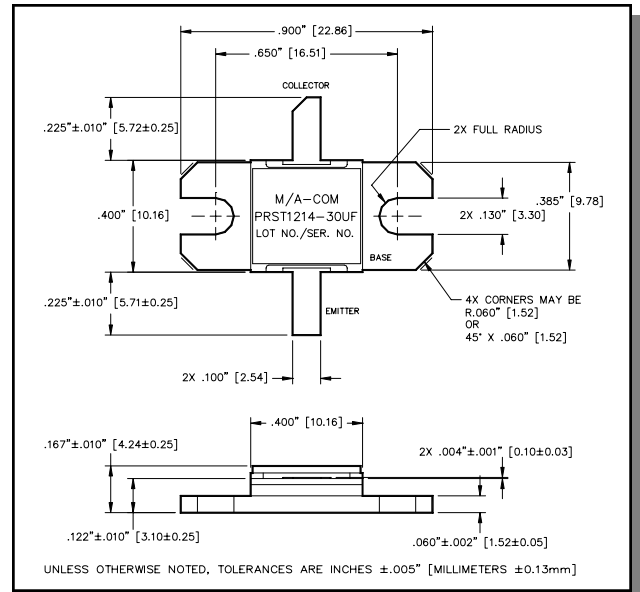 .900" [22.86]
.650" [16.51]
COLLECTOR
.225"±.010" [5.72±0.25]
2X FULL RADIUS
M/A-COM
PRST1214-30UF
LOT NO./SER. NO.
.400" [10.16]
2X .130" [3.30]
.385" [9.78]
BASE
.225"±.010" [5.71±0.25]
EMITTER
4X CORNERS MAY BE
R.060" [1.52]
OR
45° X .060" [1.52]
2X .100" [2.54]
.400" [10.16]
.167"±.010" [4.24±0.25]
2X .004"±.001" [0.10±0.03]
.122"±.010" [3.10±0.25]
.060"±.002" [1.52±0.05]
UNLESS OTHERWISE NOTED, TOLERANCES ARE INCHES ±.005" [MILLIMETERS ±0.13mm]